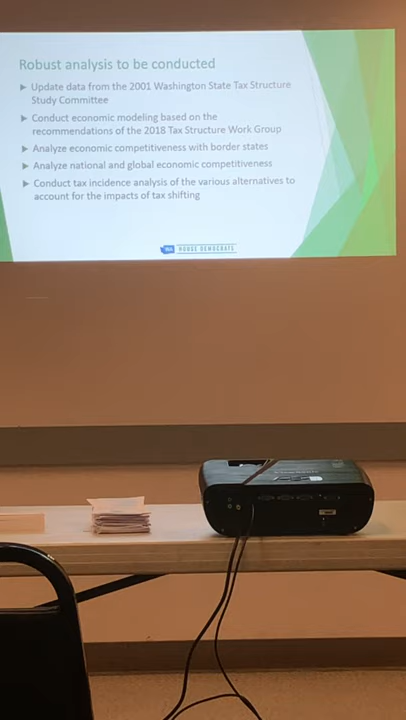 Robust analysis to be conducted
▶ Update data from the 2001 Washington State Tax Structure
Study Committee
▶ Conduct economic modeling based on the
recommendations of the 2018 Tax Structure Work Group
▶ Analyze economic competitiveness with border states
▶ Analyze national and global economic competitiveness
▶ Conduct tax incidence analysis of the various alternatives to
account for the impacts of tax shifting
HOUSE DEMOCRATS